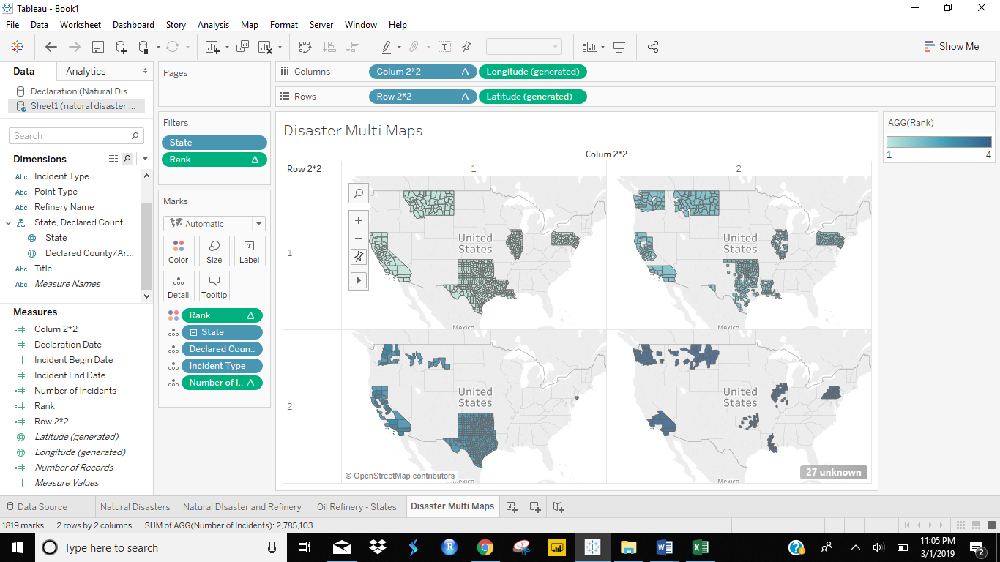 Tableau - Book1
File Data Worksheet Dashboard Story Analysis Map Format Server Window Help
Show Me
Data Analytics
Declaration (Natural Dis...
Sheet1 (natural disaster ...
Search
Dimensions
Abc Incident Type
Abc Point Type
Abc Refinery Name
State, Declared Count...
State
Declared County/Ar...
Abc Title
Abc Measure Names
Measures
Colum 2*2
Declaration Date
Incident Begin Date
Incident End Date
Number of Incidents
Rank
Row 2*2
Latitude (generated)
Longitude (generated)
Number of Records
Measure Values
Pages
Filters
State
Rank
Marks
Automatic
Color Size Label
Detail Tooltip
Rank
State
Declared Coun..
Incident Type
Number of I..
Columns Colum 2*2 Longitude (generated)
Rows Row 2*2 Latitude (generated)
Disaster Multi Maps
Colum 2*2
Row 2*2 1 2
1
United
States
Mexico
United
States
Mexico
2
United
States
Mexico
United
States
Mexico
© OpenStreetMap contributors
27 unknown
AGG(Rank)
1 4
Data Source Natural Disasters Natural DIsaster and Refinery Oil Refinery - States Disaster Multi Maps
1819 marks 2 rows by 2 columns SUM of AGG(Number of Incidents): 2,785,103
Type here to search
11:05 PM
3/1/2019
2